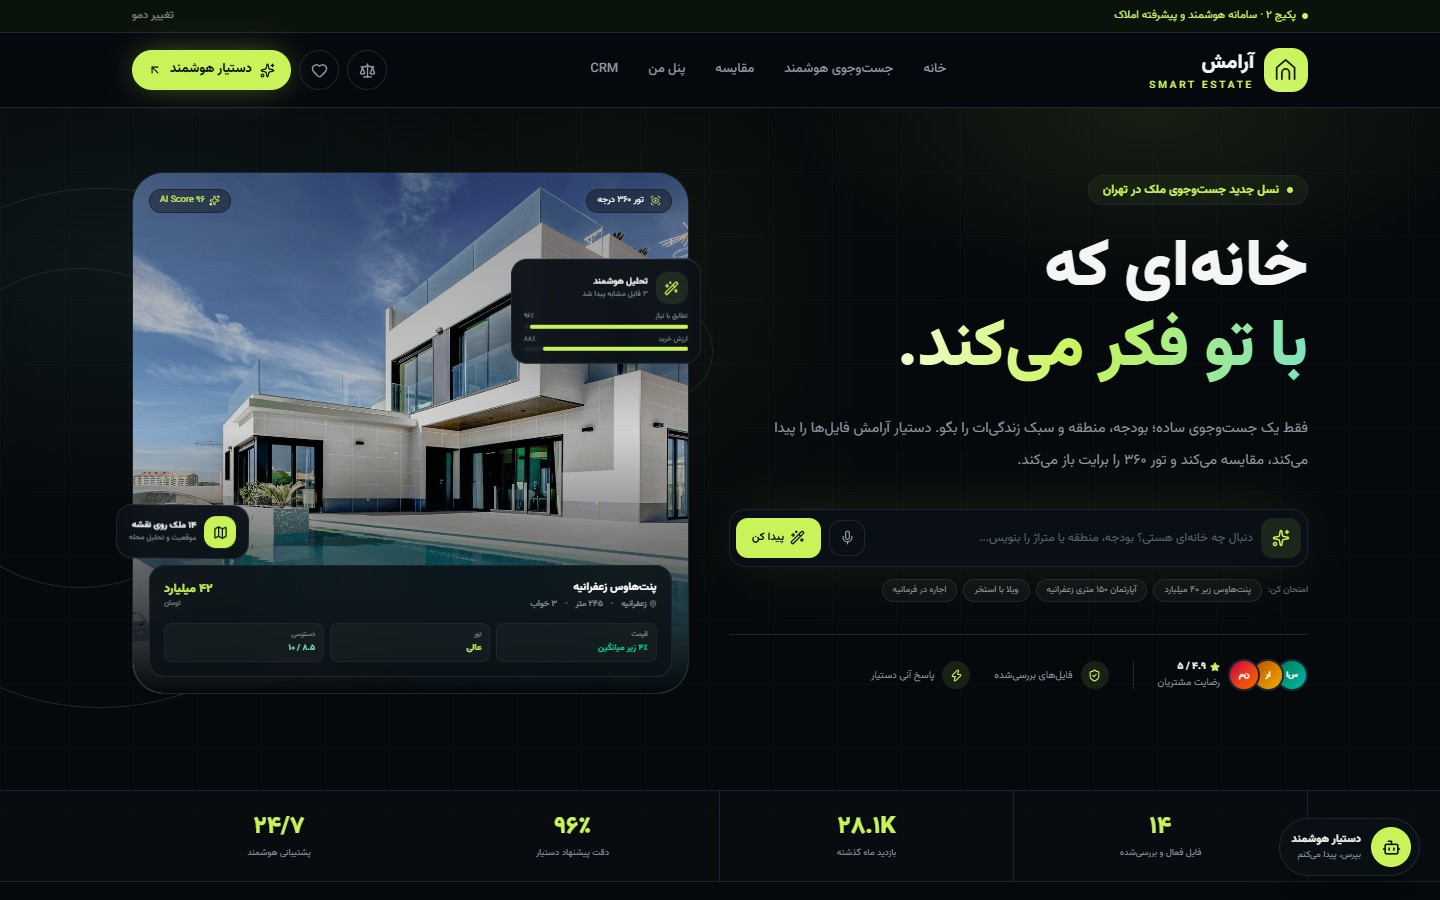 پکیج ۲ · سامانه هوشمند و پیشرفته املاک
تغییر دمو
آرامش
SMART ESTATE
خانه
جست‌وجوی هوشمند
مقایسه
پنل من
CRM
دستیار هوشمند
نسل جدید جست‌وجوی ملک در تهران
خانه‌ای که
با تو فکر می‌کند.
فقط یک جست‌وجوی ساده؛ بودجه، منطقه و سبک زندگی‌ات را بگو. دستیار آرامش فایل‌ها را پیدا
می‌کند، مقایسه می‌کند و تور ۳۶۰ را برایت باز می‌کند.
دنبال چه خانه‌ای هستی؟ بودجه، منطقه یا متراژ را بنویس...
پیدا کن
امتحان کن:
پنت‌هاوس زیر ۴۰ میلیارد
آپارتمان ۱۵۰ متری زعفرانیه
ویلا با استخر
اجاره در فرمانیه
سا
آر
نم
۴.۹ / ۵
رضایت مشتریان
فایل‌های بررسی‌شده
پاسخ آنی دستیار
تور ۳۶۰ درجه
AI Score ۹۶
تحلیل هوشمند
۳ فایل مشابه پیدا شد
تطابق با نیاز
۹۶٪
ارزش خرید
۸۸٪
۱۴ ملک روی نقشه
موقعیت و تحلیل محله
پنت‌هاوس زعفرانیه
زعفرانیه · ۲۴۵ متر · ۳ خواب
۴۲ میلیارد
تومان
قیمت
۴٪ زیر میانگین
نور
عالی
دسترسی
۸.۵ / ۱۰
۱۴
فایل فعال و بررسی‌شده
۲۸.۱K
بازدید ماه گذشته
۹۶٪
دقت پیشنهاد دستیار
۲۴/۷
پشتیبانی هوشمند
دستیار هوشمند
بپرس، پیدا می‌کنم